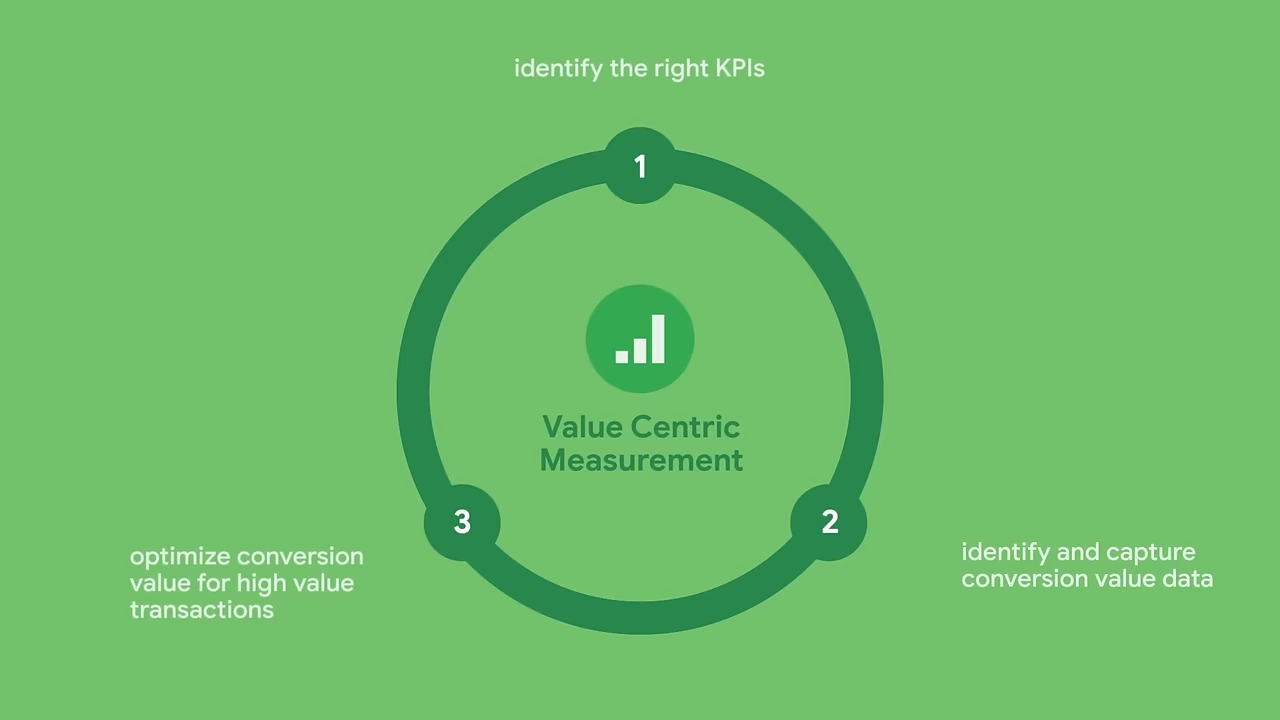 identify the right KPIs
1
Value Centric
Measurement
3
2
optimize conversion
value for high value
transactions
identify and capture
conversion value data